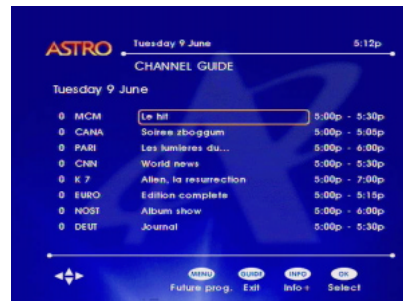 ASTRO Tuesday 9 June 5:12p
CHANNEL GUIDE
Tuesday 9 June
0 MCM Le hit 5:00p - 5:30p
0 CANA Soiree zboggum 5:00p - 5:05p
0 PARI Les lumieres du... 5:00p - 6:00p
0 CNN World news 5:00p - 5:30p
0 K 7 Alien, la resurrection 5:00p - 7:00p
0 EURO Edition complete 5:00p - 5:15p
0 NOST Album show 5:00p - 6:00p
0 DEUT Journal 5:00p - 5:30p
MENU GUIDE INFO OK
Future prog. Exit Info+ Select